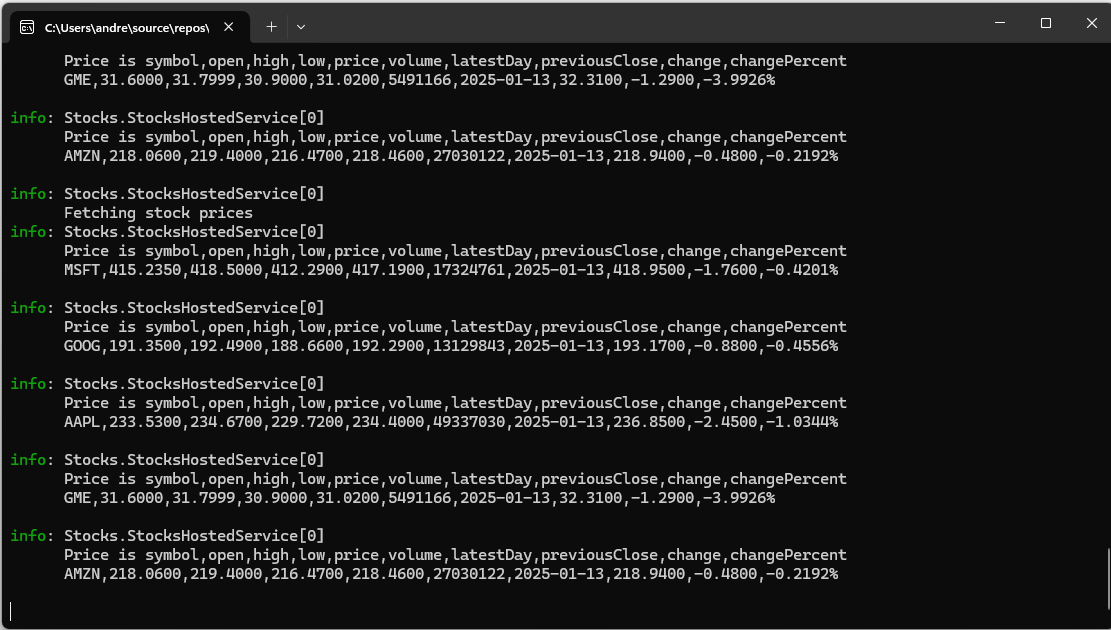 C:\Users\andre\source\repos\
Price is symbol,open,high,low,price,volume,latestDay,previousClose,change,changePercent
GME,31.6000,31.7999,30.9000,31.0200,5491166,2025-01-13,32.3100,-1.2900,-3.9926%
info: Stocks.StocksHostedService[0]
Price is symbol,open,high,low,price,volume,latestDay,previousClose,change,changePercent
AMZN,218.0600,219.4000,216.4700,218.4600,27030122,2025-01-13,218.9400,-0.4800,-0.2192%
info: Stocks.StocksHostedService[0]
Fetching stock prices
info: Stocks.StocksHostedService[0]
Price is symbol,open,high,low,price,volume,latestDay,previousClose,change,changePercent
MSFT,415.2350,418.5000,412.2900,417.1900,17324761,2025-01-13,418.9500,-1.7600,-0.4201%
info: Stocks.StocksHostedService[0]
Price is symbol,open,high,low,price,volume,latestDay,previousClose,change,changePercent
GOOG,191.3500,192.4900,188.6600,192.2900,13129843,2025-01-13,193.1700,-0.8800,-0.4556%
info: Stocks.StocksHostedService[0]
Price is symbol,open,high,low,price,volume,latestDay,previousClose,change,changePercent
AAPL,233.5300,234.6700,229.7200,234.4000,49337030,2025-01-13,236.8500,-2.4500,-1.0344%
info: Stocks.StocksHostedService[0]
Price is symbol,open,high,low,price,volume,latestDay,previousClose,change,changePercent
GME,31.6000,31.7999,30.9000,31.0200,5491166,2025-01-13,32.3100,-1.2900,-3.9926%
info: Stocks.StocksHostedService[0]
Price is symbol,open,high,low,price,volume,latestDay,previousClose,change,changePercent
AMZN,218.0600,219.4000,216.4700,218.4600,27030122,2025-01-13,218.9400,-0.4800,-0.2192%